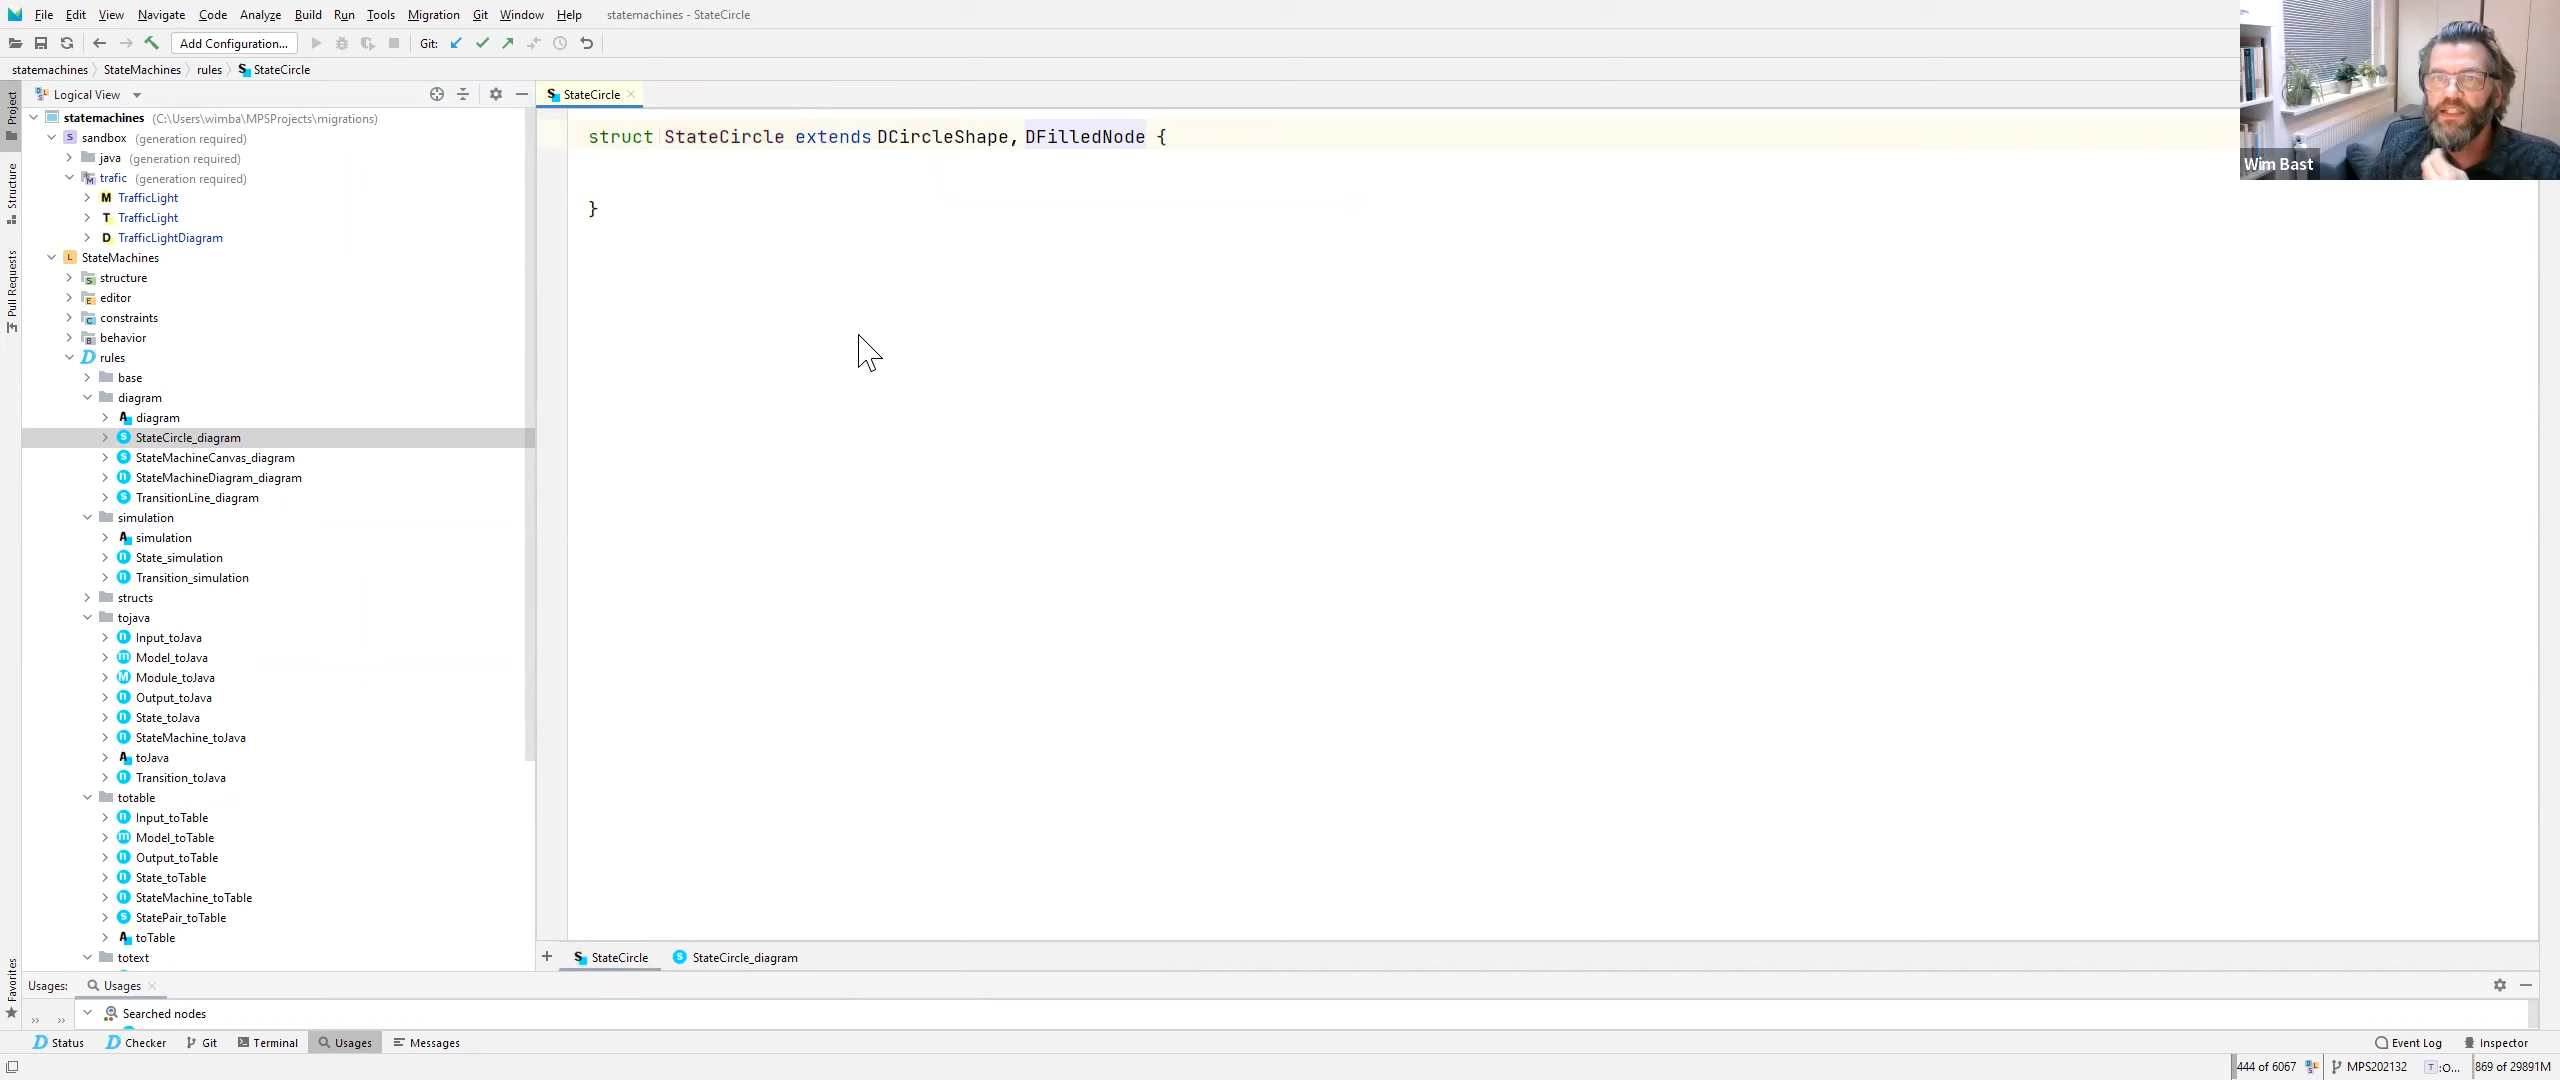 File Edit View Navigate Code Analyze Build Run Tools Migration Git Window Help statemachines - StateCircle
Add Configuration... Git:
statemachines StateMachines rules StateCircle
Logical View
StateCircle
statemachines (C:\Users\wimba\MPSProjects\migrations)
sandbox (generation required)
java (generation required)
trafic (generation required)
TrafficLight
TrafficLight
TrafficLightDiagram
StateMachines
structure
editor
constraints
behavior
rules
base
diagram
diagram
StateCircle_diagram
StateMachineCanvas_diagram
StateMachineDiagram_diagram
TransitionLine_diagram
simulation
simulation
State_simulation
Transition_simulation
structs
tojava
Input_toJava
Model_toJava
Module_toJava
Output_toJava
State_toJava
StateMachine_toJava
toJava
Transition_toJava
totable
Input_toTable
Model_toTable
Output_toTable
State_toTable
StateMachine_toTable
StatePair_toTable
toTable
totext
Project
Structure
Pull Requests
Favorites
struct StateCircle extends DCircleShape, DFilledNode {
}
Wim Bast
StateCircle StateCircle_diagram
Usages: Usages
Searched nodes
Status Checker Git Terminal Usages Messages Event Log Inspector
444 of 6067 MPS202132 T :O... 869 of 29891M